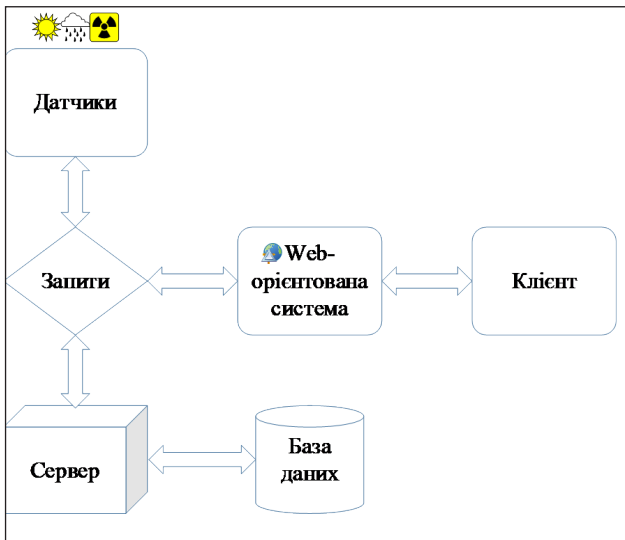 Датчики
Запити
Web-
орієнтована
система
Клієнт
Сервер
База
даних